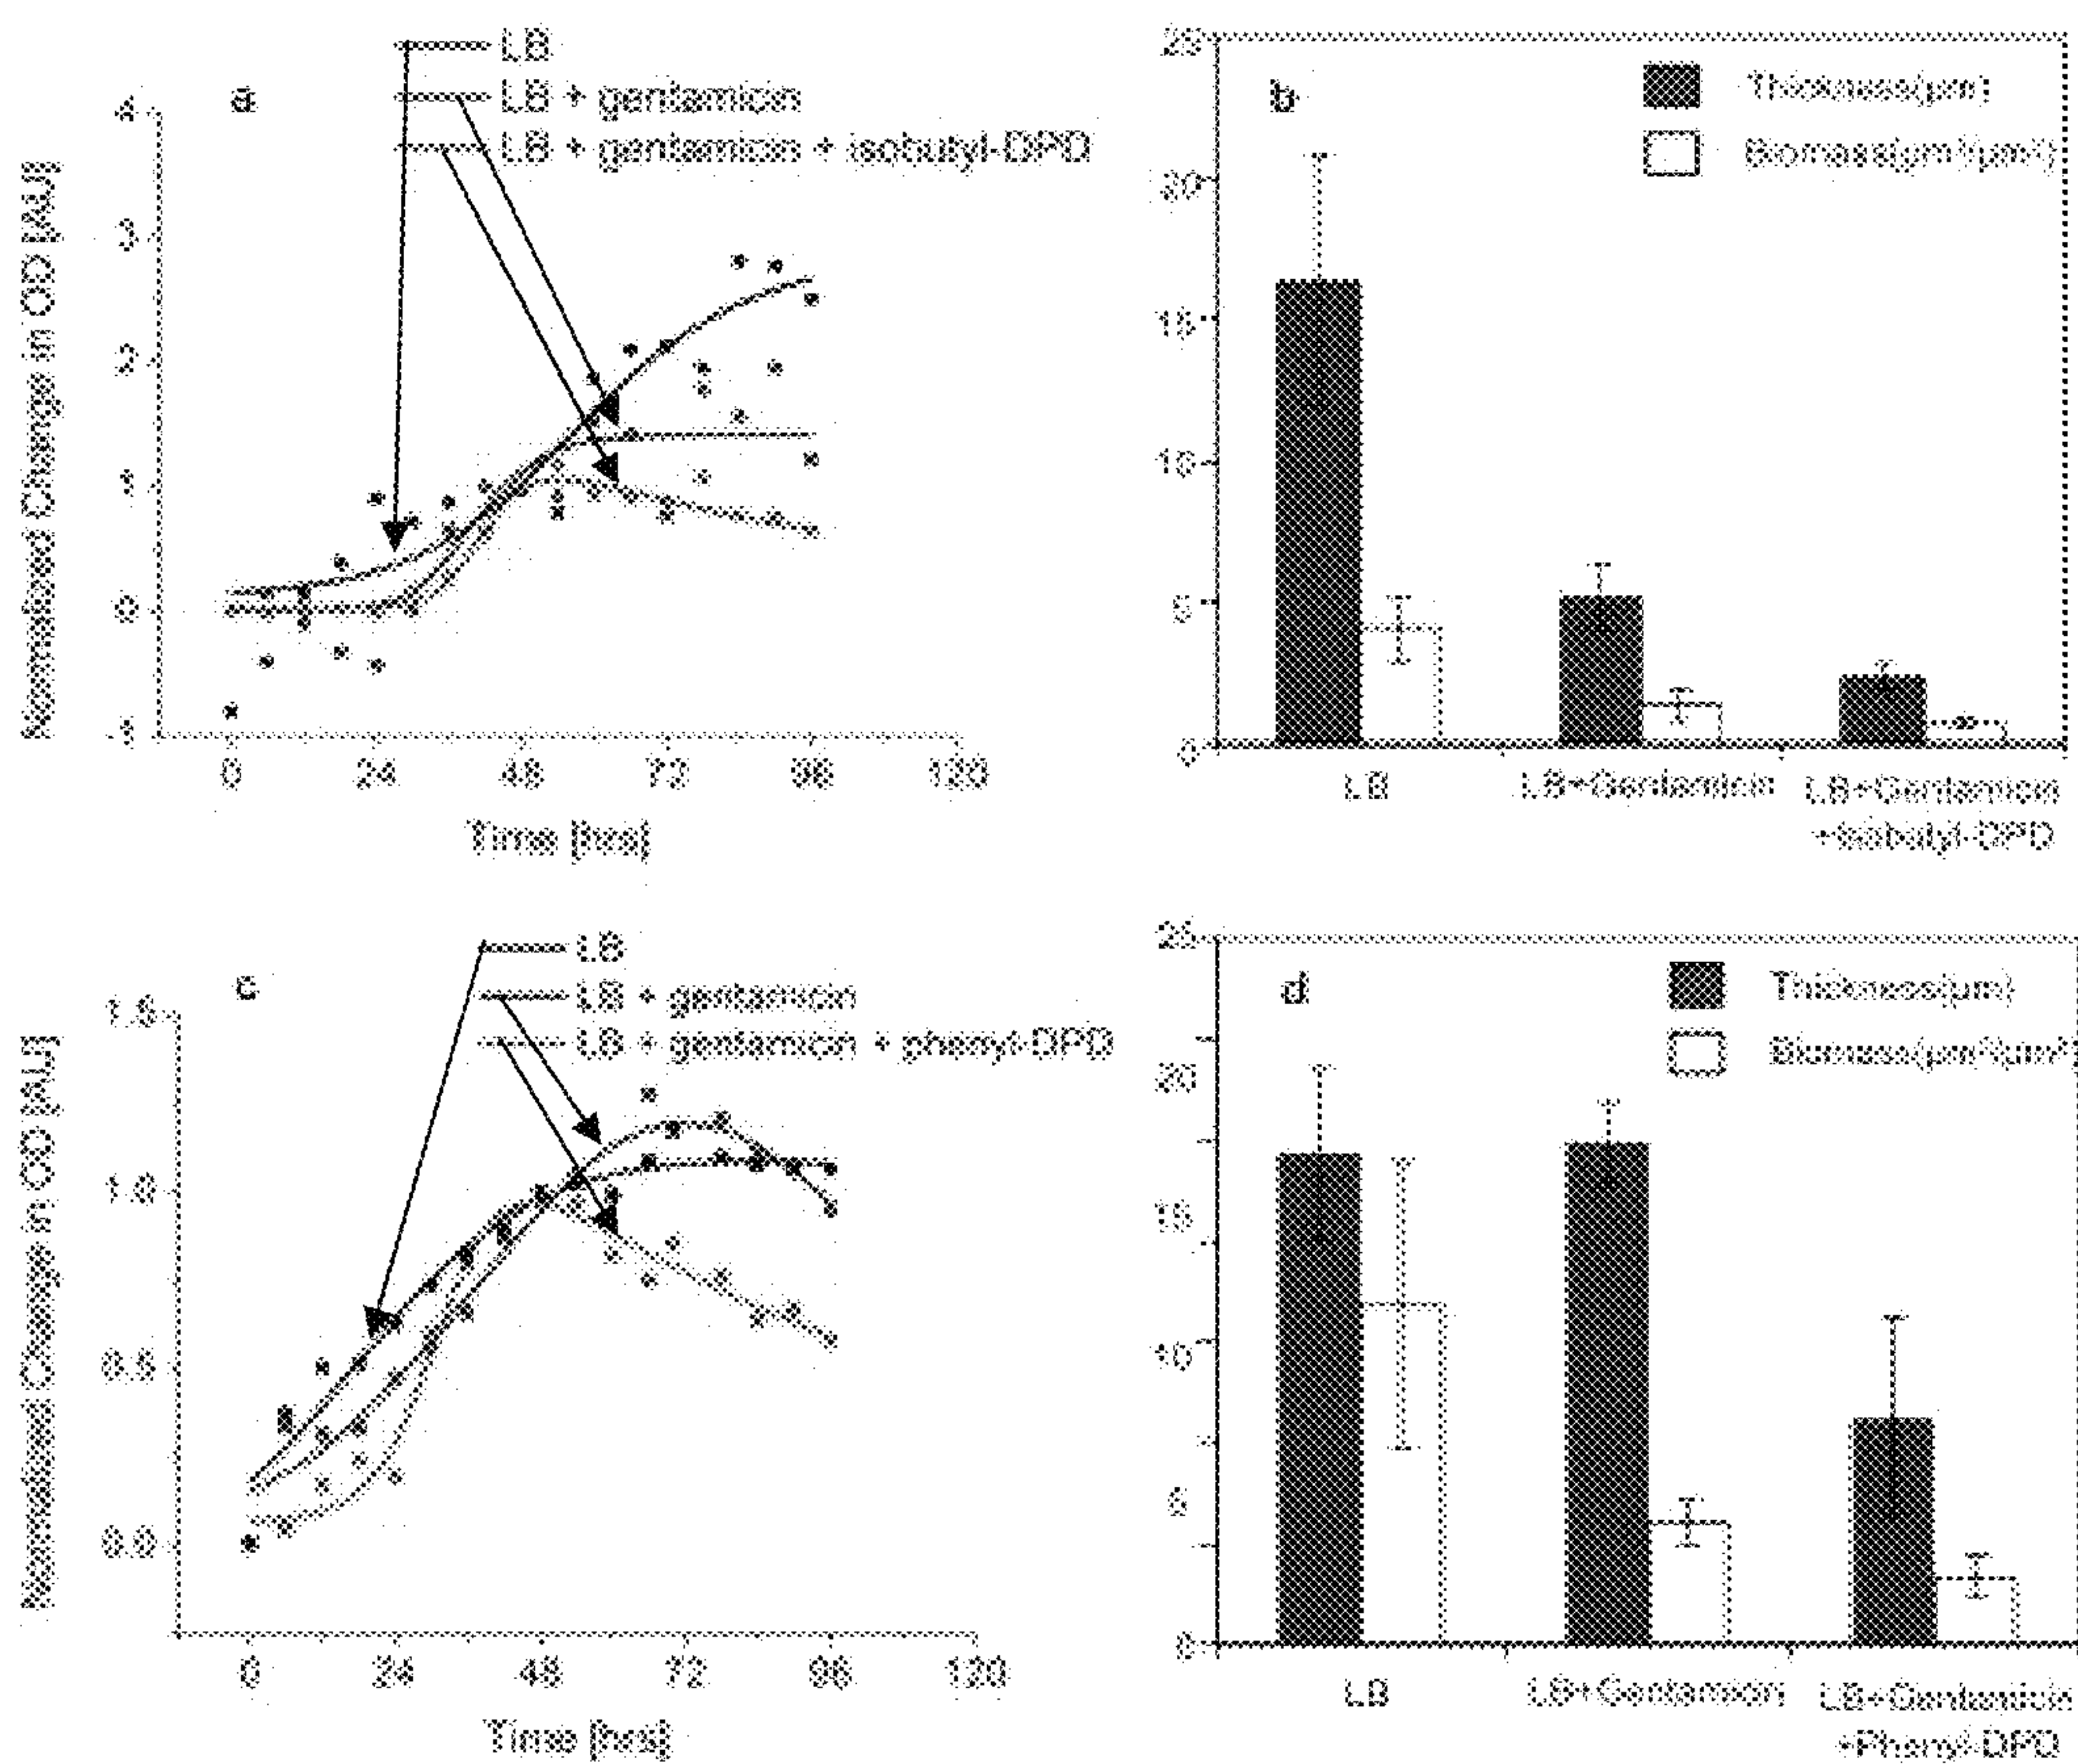 LB
LB + gentamicin
LB + gentamicin + isobutyl-DPD
a
Normalized Change in OD [AU]
4
3
2
1
0
-1
0 24 48 72 96 120
Time [hrs]
b
Thickness(μm)
Biomass(μm³/μm²)
25
20
15
10
5
0
LB LB+Gentamicin LB+Gentamicin
+Isobutyl-DPD
LB
LB + gentamicin
LB + gentamicin + phenyl-DPD
c
Normalized Change in OD [AU]
1.5
1.0
0.5
0.0
0 24 48 72 96 120
Time [hrs]
d
Thickness(μm)
Biomass(μm³/μm²)
25
20
15
10
5
0
LB LB+Gentamicin LB+Gentamicin
+Phenyl-DPD